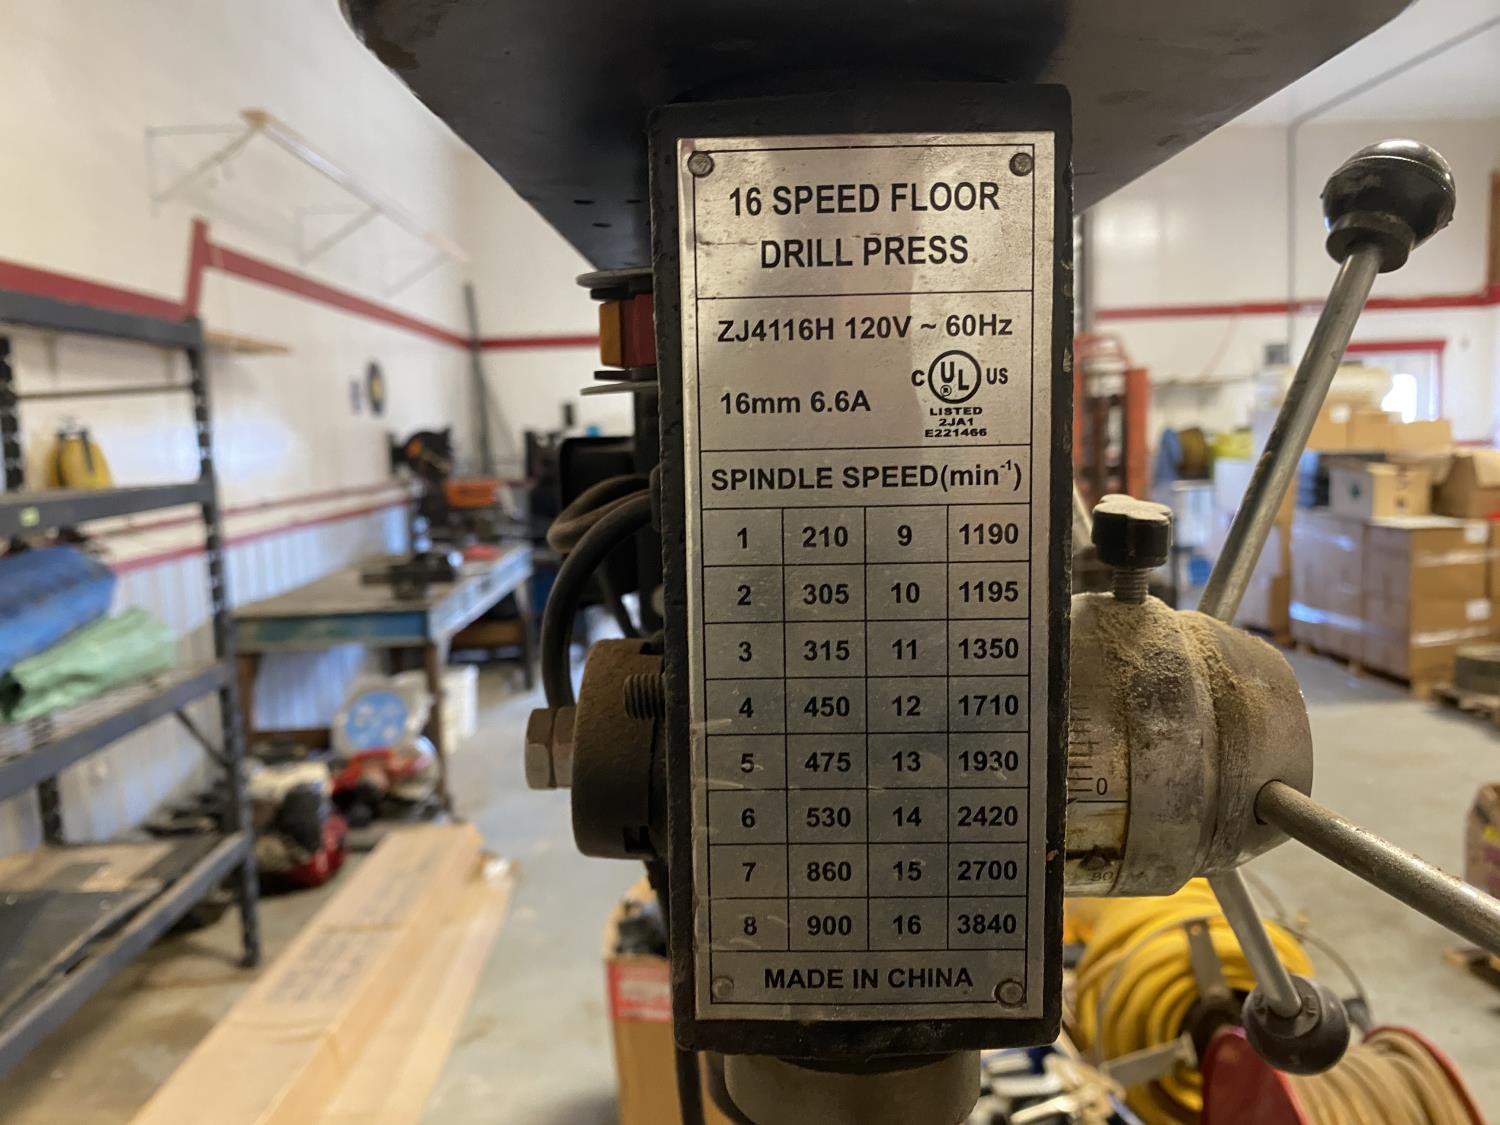 16 SPEED FLOOR
DRILL PRESS
ZJ4116H 120V ~ 60Hz
16mm 6.6A
C UL US
LISTED
2JA1
E221466
SPINDLE SPEED(min⁻¹)
1 210 9 1190
2 305 10 1195
3 315 11 1350
4 450 12 1710
5 475 13 1930
6 530 14 2420
7 860 15 2700
8 900 16 3840
MADE IN CHINA
0
80